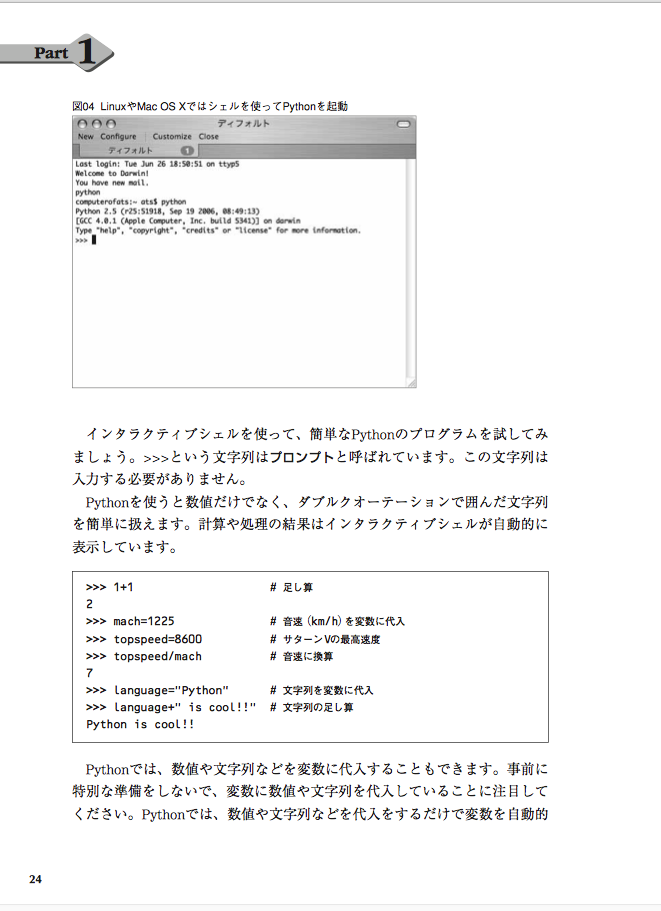 Part 1
図04 LinuxやMac OS Xではシェルを使ってPythonを起動
ディフォルト
New Configure Customize Close
ディフォルト 1
Last login: Tue Jun 26 18:50:51 on ttyp5
Welcome to Darwin!
You have new mail.
python
computerofats:~ ats$ python
Python 2.5 (r25:51918, Sep 19 2006, 08:49:13)
[GCC 4.0.1 (Apple Computer, Inc. build 5341)] on darwin
Type "help", "copyright", "credits" or "license" for more information.
>>>
インタラクティブシェルを使って、簡単なPythonのプログラムを試してみ
ましょう。>>>という文字列はプロンプトと呼ばれています。この文字列は
入力する必要がありません。
Pythonを使うと数値だけでなく、ダブルクオーテーションで囲んだ文字列
を簡単に扱えます。計算や処理の結果はインタラクティブシェルが自動的に
表示しています。
>>> 1+1 # 足し算
2
>>> mach=1225 # 音速(km/h)を変数に代入
>>> topspeed=8600 # サターンVの最高速度
>>> topspeed/mach # 音速に換算
7
>>> language="Python" # 文字列を変数に代入
>>> language+" is cool!!" # 文字列の足し算
Python is cool!!
Pythonでは、数値や文字列などを変数に代入することもできます。事前に
特別な準備をしないで、変数に数値や文字列を代入していることに注目して
ください。Pythonでは、数値や文字列などを代入をするだけで変数を自動的
24